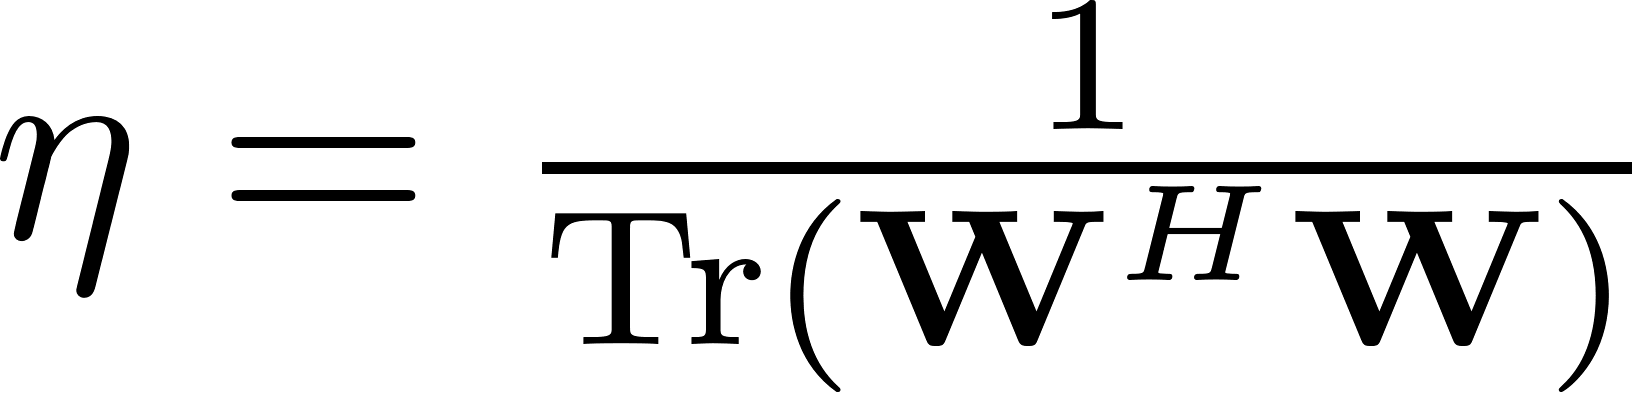 η = 1 / Tr(𝐖^H 𝐖)